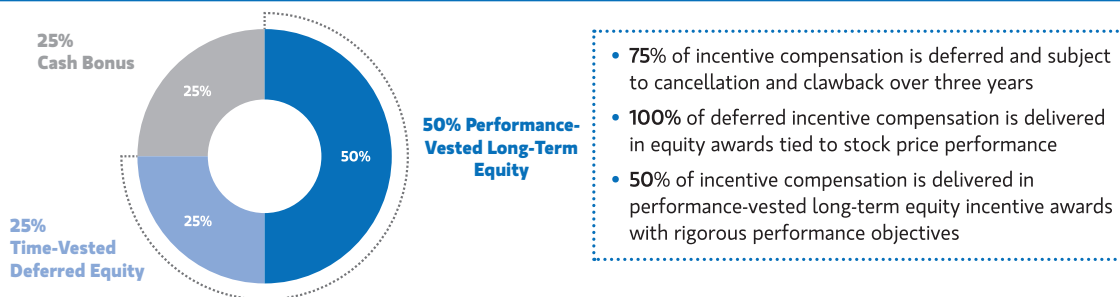 25%
Cash Bonus
25%
50%
25%
50% Performance-
Vested Long-Term
Equity
25%
Time-Vested
Deferred Equity
• 75% of incentive compensation is deferred and subject
to cancellation and clawback over three years
• 100% of deferred incentive compensation is delivered
in equity awards tied to stock price performance
• 50% of incentive compensation is delivered in
performance-vested long-term equity incentive awards
with rigorous performance objectives